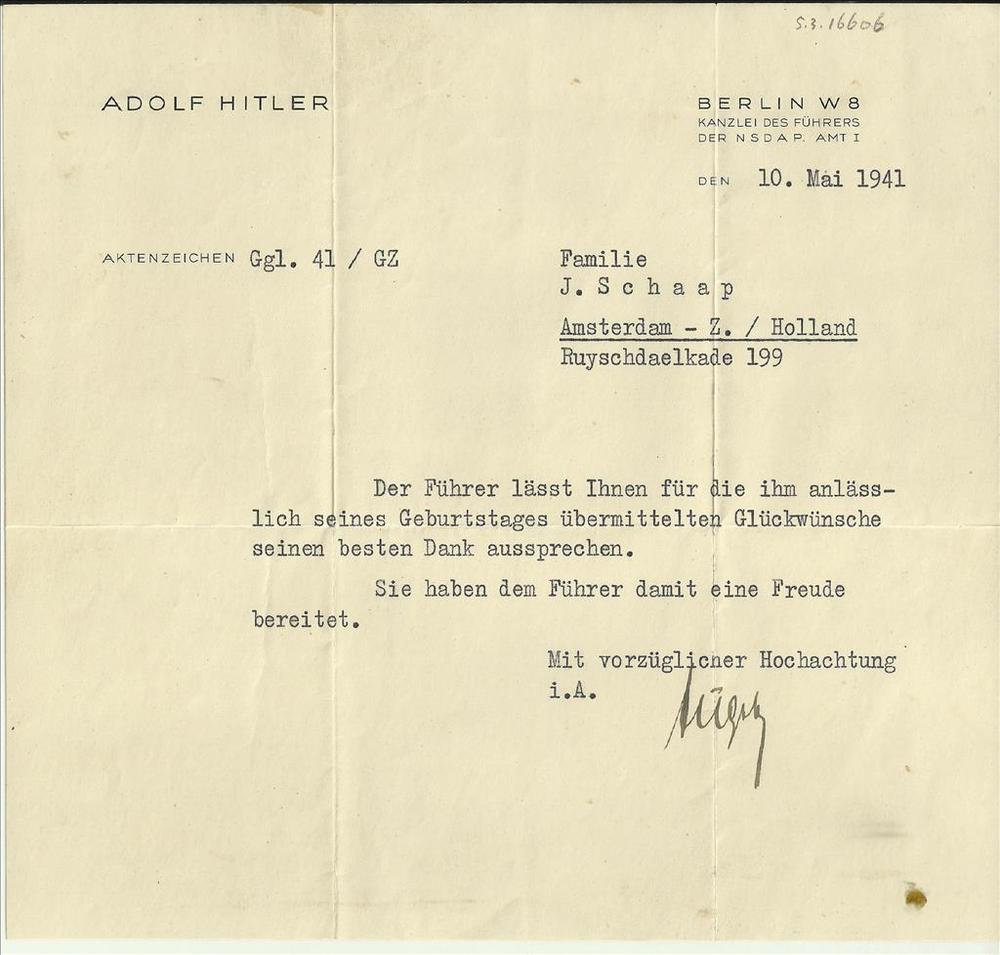 S.3.16606
ADOLF HITLER
BERLIN W 8
KANZLEI DES FÜHRERS
DER NSDAP. AMT I
DEN 10. Mai 1941
AKTENZEICHEN Ggl. 41 / GZ
Familie
J. S c h a a p
Amsterdam - Z. / Holland
Ruyschdaelkade 199
Der Führer lässt Ihnen für die ihm anläss-
lich seines Geburtstages übermittelten Glückwünsche
seinen besten Dank aussprechen.
Sie haben dem Führer damit eine Freude
bereitet.
Mit vorzüglicher Hochachtung
i.A.